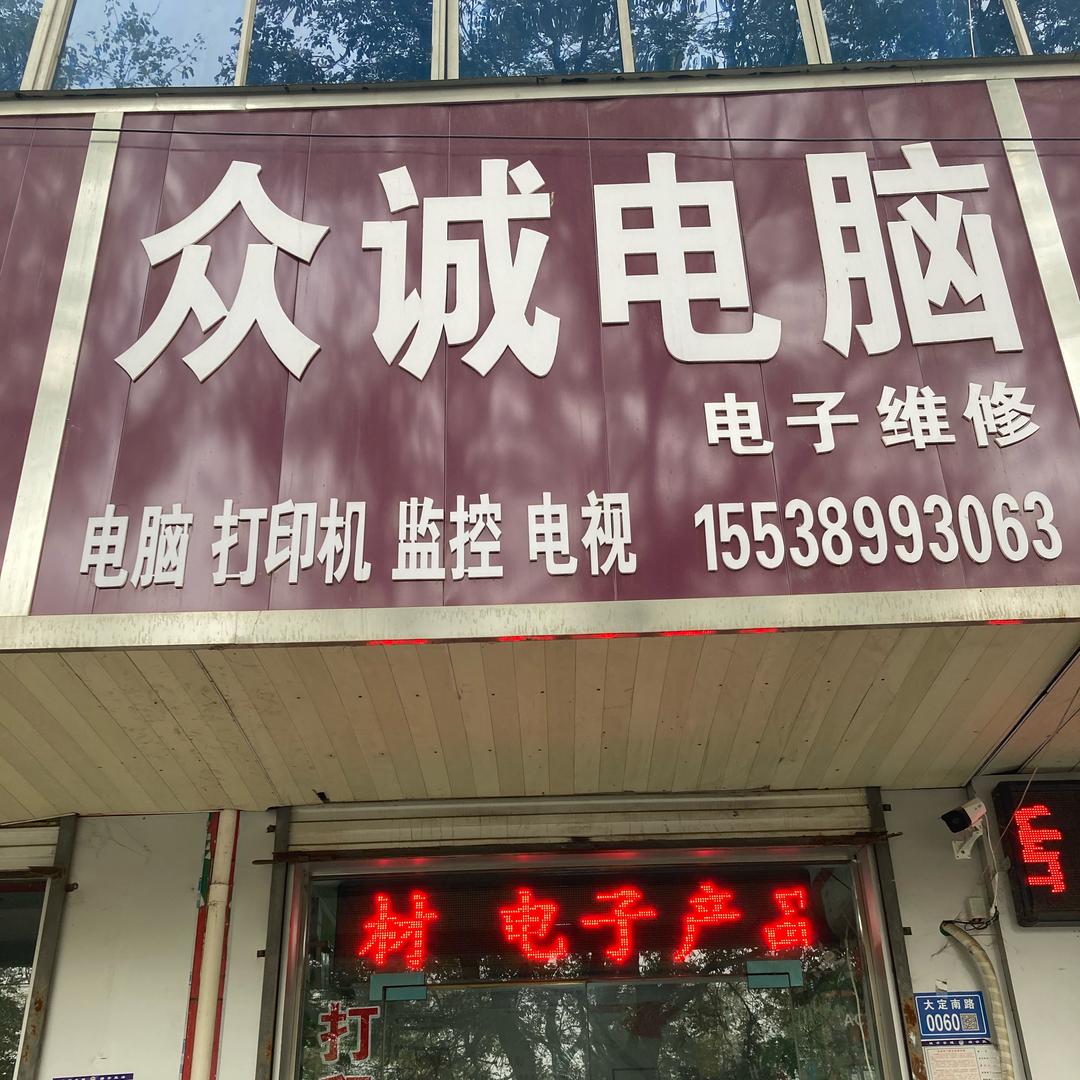 众诚电脑
电子维修
电脑 打印机 监控 电视 15538993063
材 电子产品
打
大定南路
0060